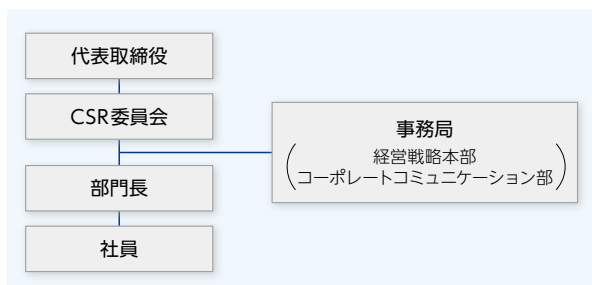 代表取締役
CSR委員会
事務局
経営戦略本部
コーポレートコミュニケーション部
部門長
社員